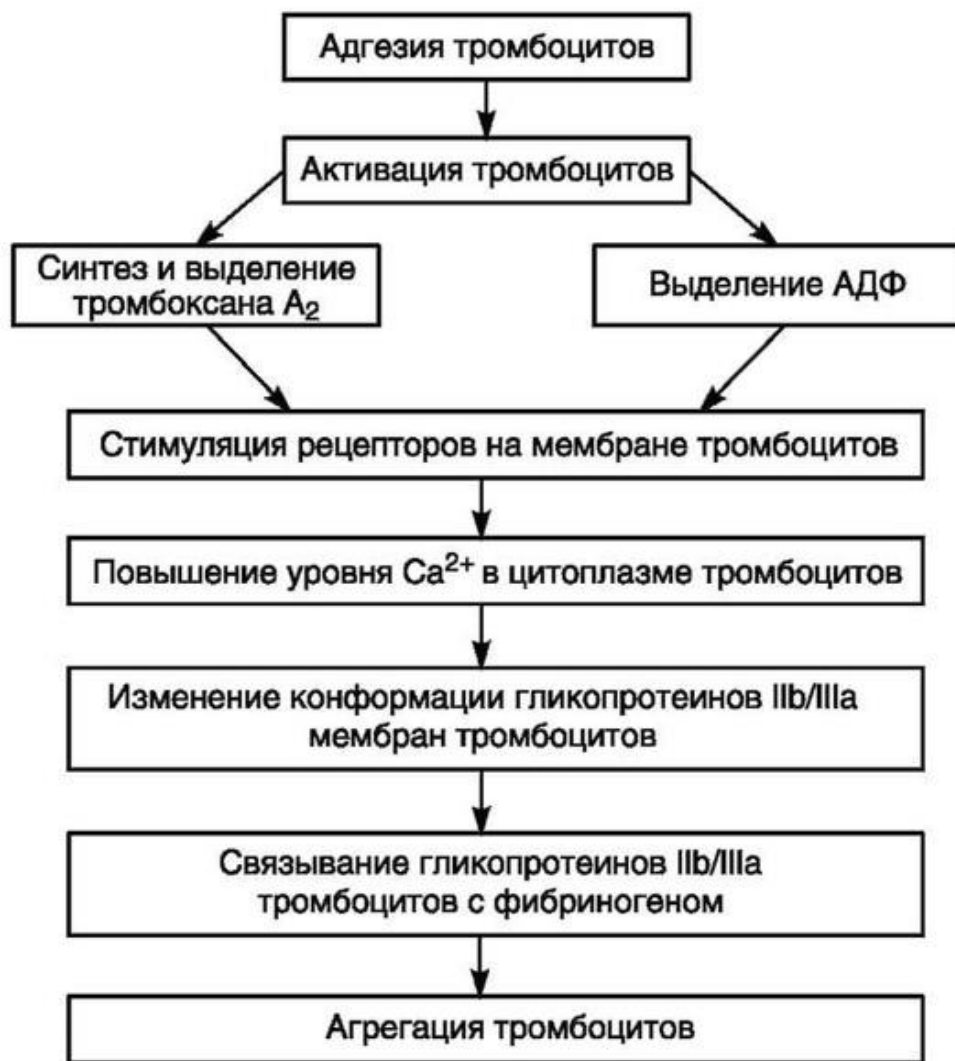 Адгезия тромбоцитов
Активация тромбоцитов
Синтез и выделение
тромбоксана А₂
Выделение АДФ
Стимуляция рецепторов на мембране тромбоцитов
Повышение уровня Ca²⁺ в цитоплазме тромбоцитов
Изменение конформации гликопротеинов IIb/IIIa
мембран тромбоцитов
Связывание гликопротеинов IIb/IIIa
тромбоцитов с фибриногеном
Агрегация тромбоцитов